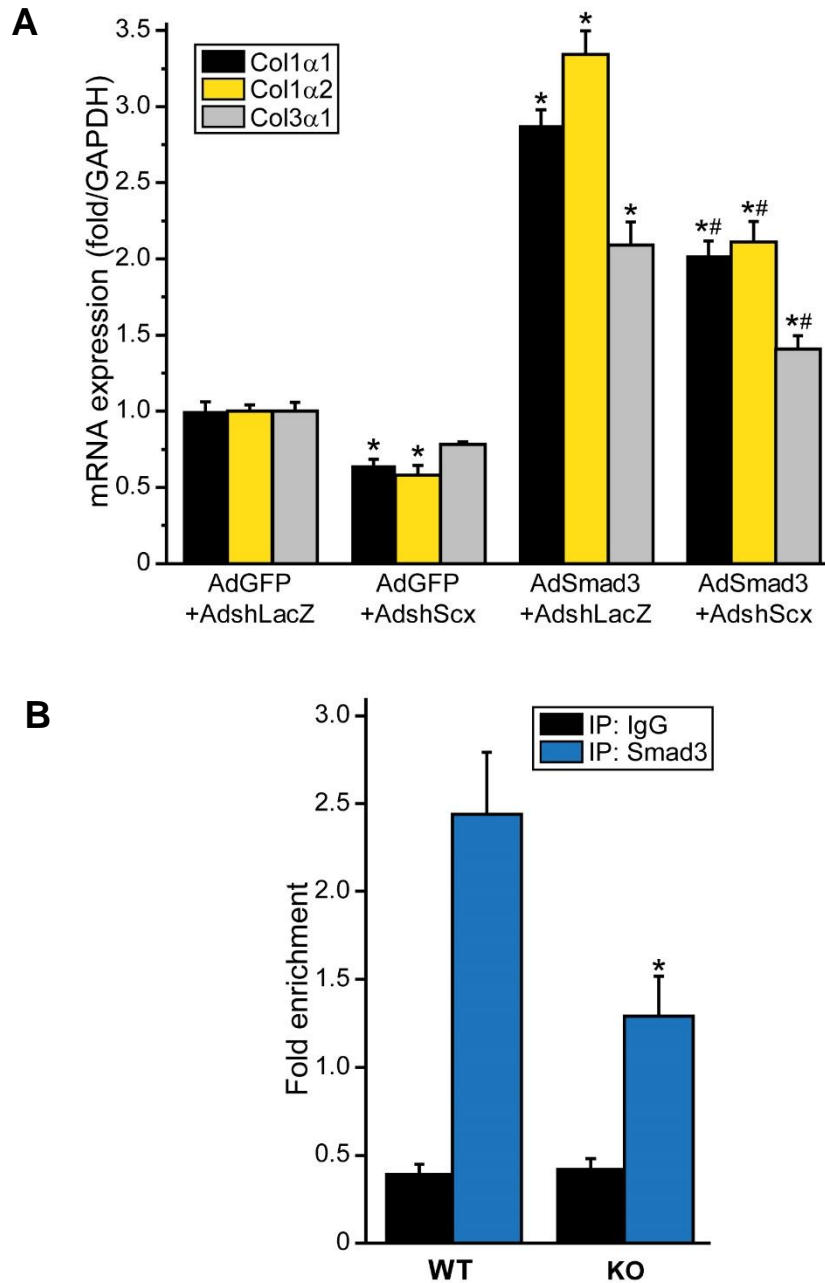 A
mRNA expression (fold/GAPDH)
3.5
3.0
2.5
2.0
1.5
1.0
0.5
0
Col1α1
Col1α2
Col3α1
* *
* * *
*# *# *#
AdGFP
+AdshLacZ
AdGFP
+AdshScx
AdSmad3
+AdshLacZ
AdSmad3
+AdshScx
B
Fold enrichment
3.0
2.5
2.0
1.5
1.0
0.5
0
IP: IgG
IP: Smad3
*
WT
KO